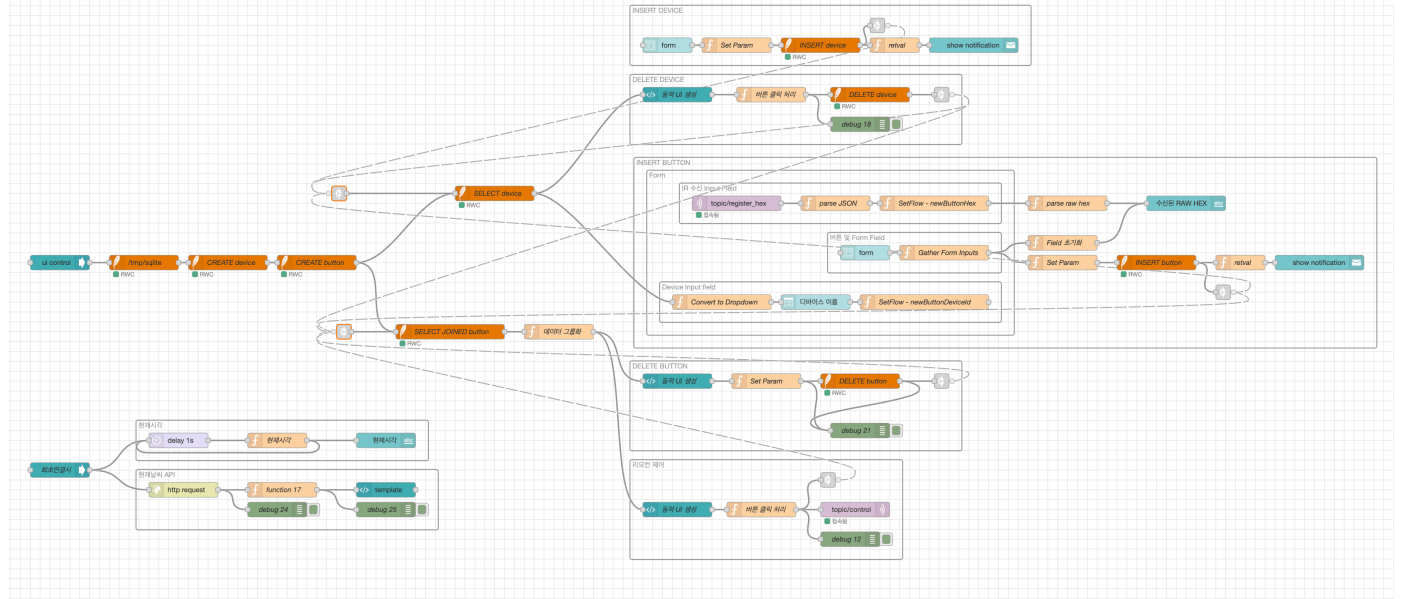 INSERT DEVICE
form
Set Param
INSERT device
RWC
retval
show notification
DELETE DEVICE
동적 UI 생성
버튼 클릭 처리
DELETE device
RWC
debug 18
SELECT device
RWC
INSERT BUTTON
Form
IR 수신 Input Field
topic/register_hex
접속됨
parse JSON
SetFlow - newButtonHex
parse raw hex
수신된 RAW HEX
abc
버튼 및 Form Field
form
Gather Form Inputs
Field 초기화
Set Param
INSERT button
RWC
retval
show notification
Device Input field
Convert to Dropdown
디바이스 이름
SetFlow - newButtonDeviceId
ui control
/tmp/sqlite
RWC
CREATE device
RWC
CREATE button
RWC
SELECT JOINED button
RWC
데이터 그룹화
DELETE BUTTON
동적 UI 생성
Set Param
DELETE button
RWC
debug 21
현재시각
delay 1s
현재시각
현재시각
abc
최초연결시
현재날씨 API
http request
function 17
template
debug 24
debug 25
리모컨 제어
동적 UI 생성
버튼 클릭 처리
topic/control
접속됨
debug 12